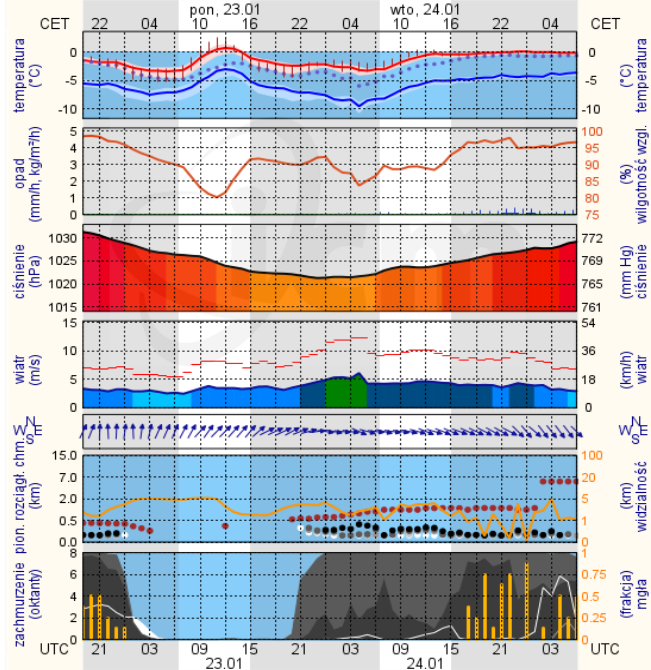 pon, 23.01 wto, 24.01
CET 22 04 10 16 22 04 10 16 22 04 CET
temperatura (°C) 0 -5 -10 0 -5 -10 temperatura (°C)
opad (mm/h, kg/m²/h) 5 4 3 2 1 0 100 95 90 85 80 75 (%) wilgotność wzgl.
ciśnienie (hPa) 1030 1025 1020 1015 772 769 765 761 (mm Hg) ciśnienie
wiatr (m/s) 15 10 5 0 54 36 18 0 (km/h) wiatr
N W E S N W E S
pion. rozciągł. chm. (km) 15.0 7.0 2.0 0.5 0.0 100 20 5 1 0 (km) widzialność
zachmurzenie (oktanty) 8 6 4 2 0 1 0.75 0.5 0.25 0 (frakcja) mgła
UTC 21 03 09 15 21 03 09 15 21 03 UTC
23.01 24.01